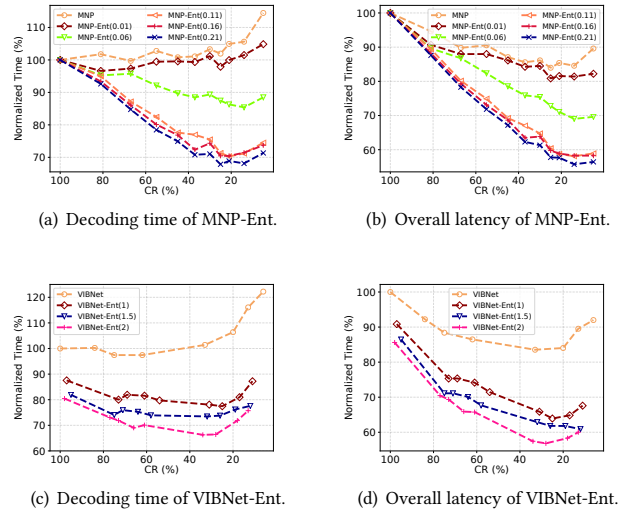 MNP
MNP-Ent(0.01)
MNP-Ent(0.06)
MNP-Ent(0.11)
MNP-Ent(0.16)
MNP-Ent(0.21)
Normalized Time (%)
110
100
90
80
70
100 80 60 40 20
CR (%)
(a) Decoding time of MNP-Ent.
MNP
MNP-Ent(0.01)
MNP-Ent(0.06)
MNP-Ent(0.11)
MNP-Ent(0.16)
MNP-Ent(0.21)
Normalized Time (%)
100
90
80
70
60
100 80 60 40 20
CR (%)
(b) Overall latency of MNP-Ent.
VIBNet
VIBNet-Ent(1)
VIBNet-Ent(1.5)
VIBNet-Ent(2)
Normalized Time (%)
120
110
100
90
80
70
60
100 80 60 40 20
CR (%)
(c) Decoding time of VIBNet-Ent.
VIBNet
VIBNet-Ent(1)
VIBNet-Ent(1.5)
VIBNet-Ent(2)
Normalized Time (%)
100
90
80
70
60
100 80 60 40 20
CR (%)
(d) Overall latency of VIBNet-Ent.